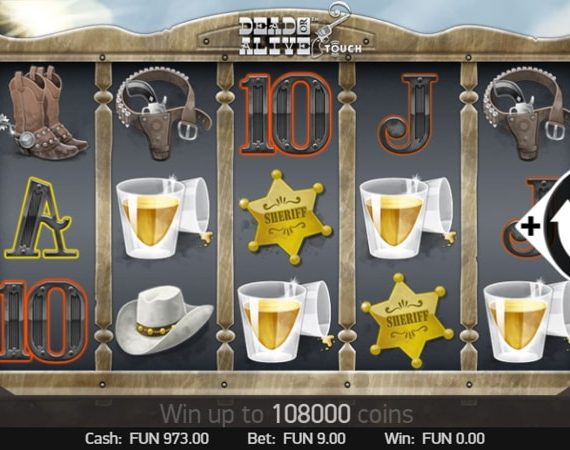 DEAD OR
ALIVE
TOUCH
10 J
SHERIFF
A J
+
10 SHERIFF
Win up to 108000 coins
Cash: FUN 973.00 Bet: FUN 9.00 Win: FUN 0.00